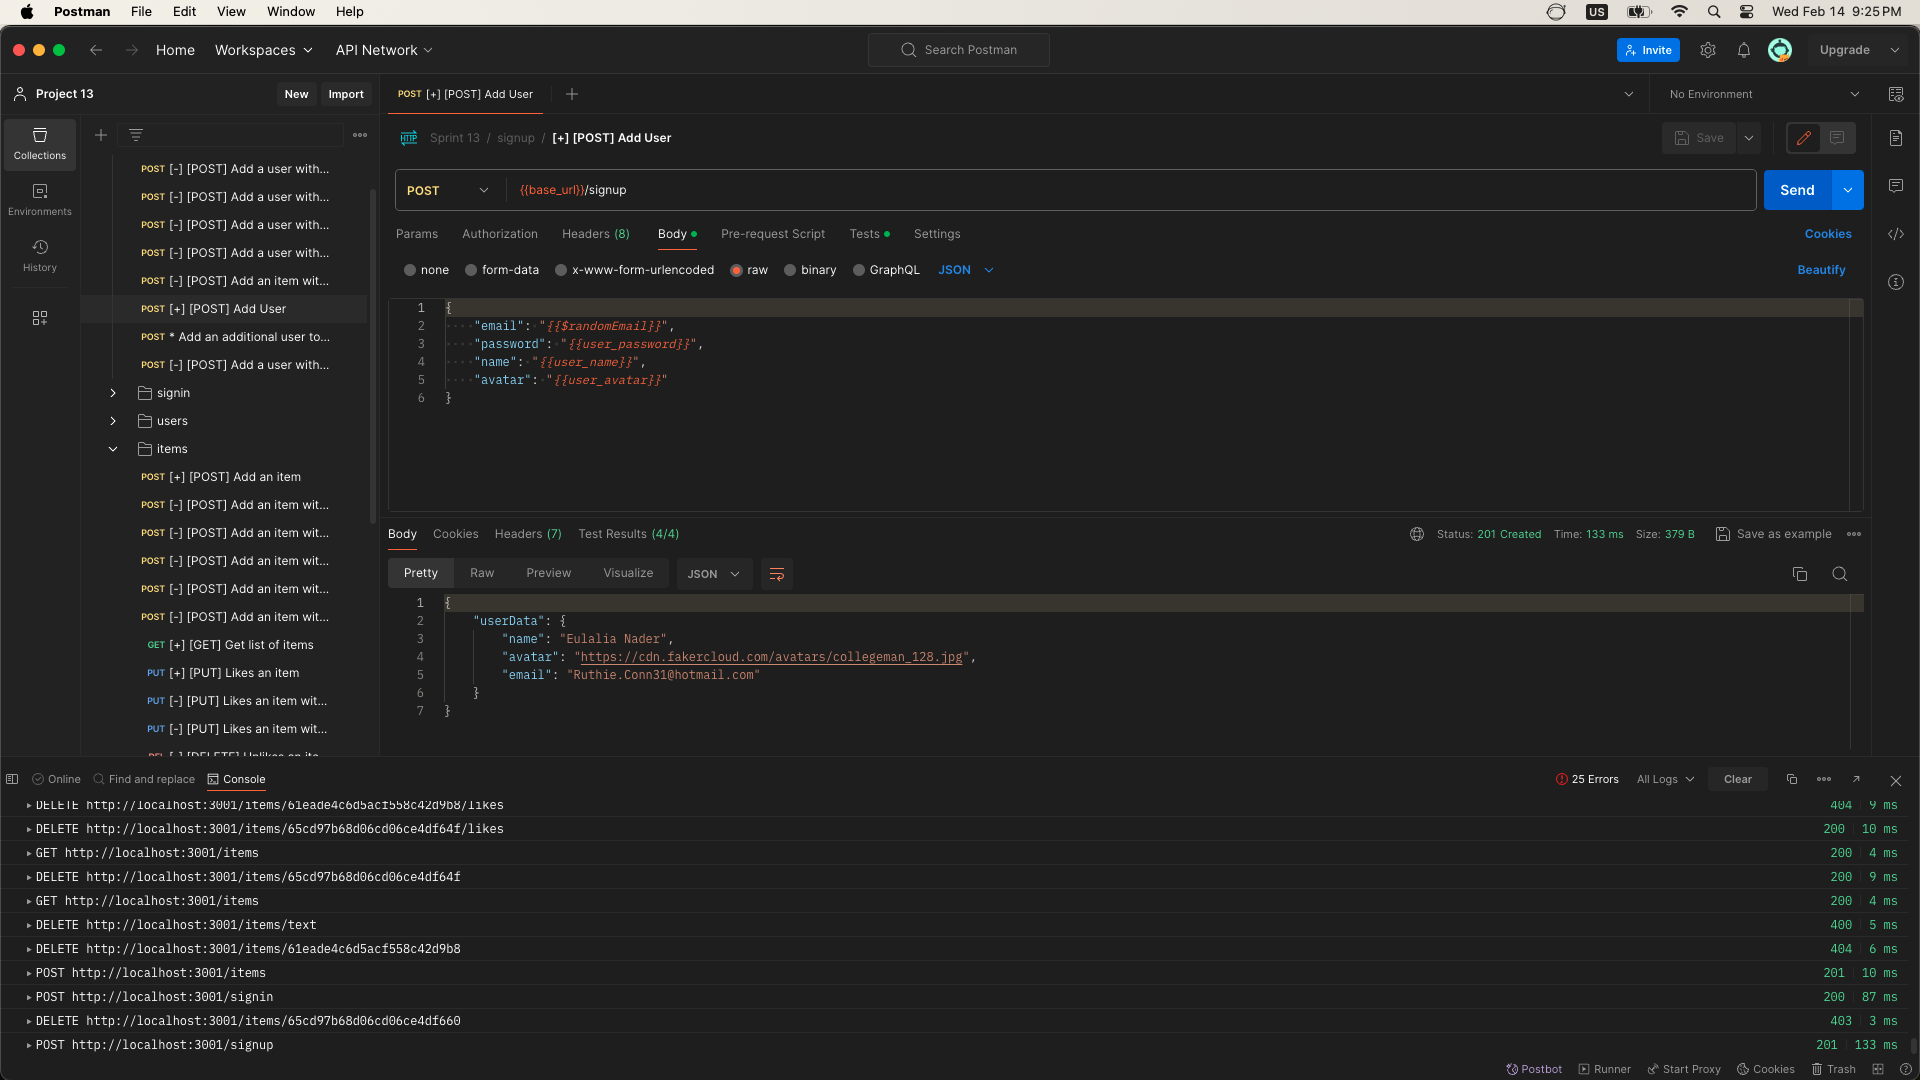 Postman File Edit View Window Help US Wed Feb 14 9:25 PM
Home Workspaces API Network Search Postman Invite Upgrade
Project 13 New Import POST [+] [POST] Add User No Environment
Collections
Environments
History
POST [-] [POST] Add a user with...
POST [-] [POST] Add a user with...
POST [-] [POST] Add a user with...
POST [-] [POST] Add a user with...
POST [-] [POST] Add an item wit...
POST [+] [POST] Add User
POST * Add an additional user to...
POST [-] [POST] Add a user with...
signin
users
items
POST [+] [POST] Add an item
POST [-] [POST] Add an item wit...
POST [-] [POST] Add an item wit...
POST [-] [POST] Add an item wit...
POST [-] [POST] Add an item wit...
POST [-] [POST] Add an item wit...
GET [+] [GET] Get list of items
PUT [+] [PUT] Likes an item
PUT [-] [PUT] Likes an item wit...
PUT [-] [PUT] Likes an item wit...
HTTP Sprint 13 / signup / [+] [POST] Add User Save
POST {{base_url}}/signup Send
Params Authorization Headers (8) Body Pre-request Script Tests Settings Cookies
none form-data x-www-form-urlencoded raw binary GraphQL JSON Beautify
1 {
2 "email": "{{$randomEmail}}",
3 "password": "{{user_password}}",
4 "name": "{{user_name}}",
5 "avatar": "{{user_avatar}}"
6 }
Body Cookies Headers (7) Test Results (4/4) Status: 201 Created Time: 133 ms Size: 379 B Save as example
Pretty Raw Preview Visualize JSON
1 {
2 "userData": {
3 "name": "Eulalia Nader",
4 "avatar": "https://cdn.fakercloud.com/avatars/collegeman_128.jpg",
5 "email": "Ruthie.Conn31@hotmail.com"
6 }
7 }
Online Find and replace Console 25 Errors All Logs Clear
DELETE http://localhost:3001/items/61eade4c6d5acf558c42d9b8/likes 404 9 ms
DELETE http://localhost:3001/items/65cd97b68d06cd06ce4df64f/likes 200 10 ms
GET http://localhost:3001/items 200 4 ms
DELETE http://localhost:3001/items/65cd97b68d06cd06ce4df64f 200 9 ms
GET http://localhost:3001/items 200 4 ms
DELETE http://localhost:3001/items/text 400 5 ms
DELETE http://localhost:3001/items/61eade4c6d5acf558c42d9b8 404 6 ms
POST http://localhost:3001/items 201 10 ms
POST http://localhost:3001/signin 200 87 ms
DELETE http://localhost:3001/items/65cd97b68d06cd06ce4df660 403 3 ms
POST http://localhost:3001/signup 201 133 ms
Postbot Runner Start Proxy Cookies Trash